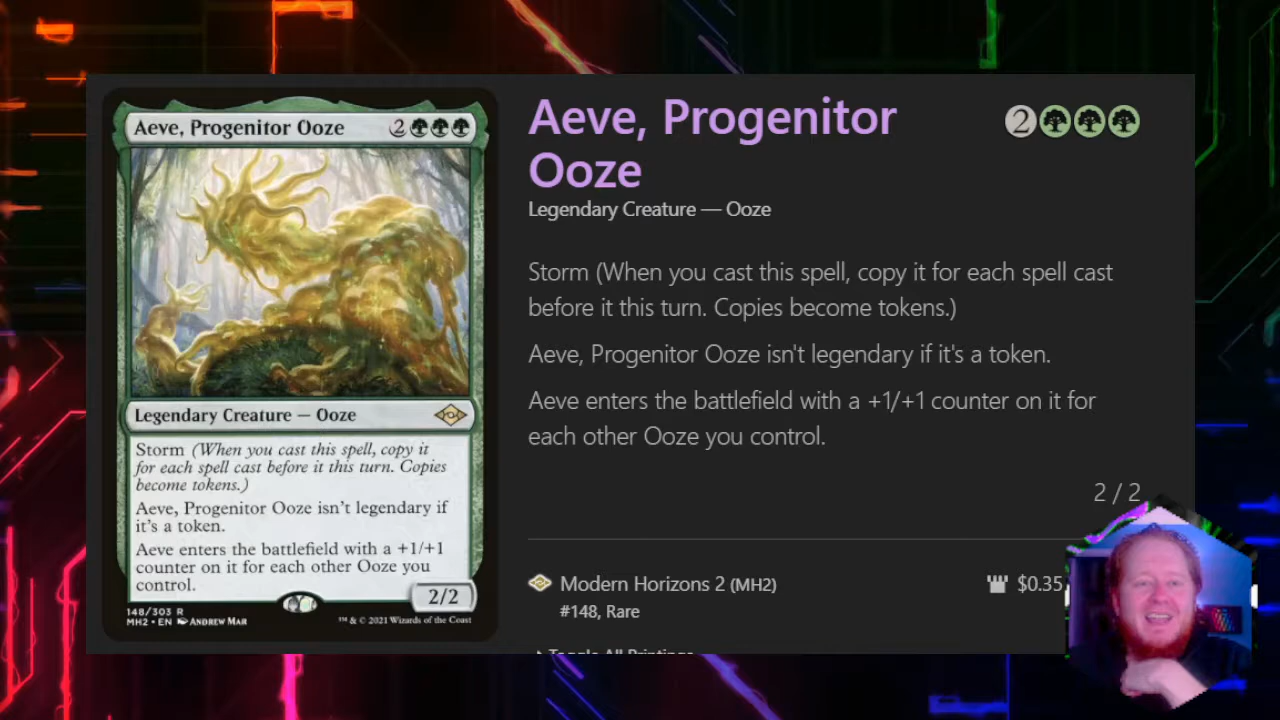 Aeve, Progenitor Ooze 2
Legendary Creature — Ooze
Storm (When you cast this spell, copy it
for each spell cast before it this turn. Copies
become tokens.)
Aeve, Progenitor Ooze isn't legendary if
it's a token.
Aeve enters the battlefield with a +1/+1
counter on it for each other Ooze you
control.
2/2
148/303 R
MH2 • EN Andrew Mar
™ & © 2021 Wizards of the Coast
Aeve, Progenitor
Ooze
2
Legendary Creature — Ooze
Storm (When you cast this spell, copy it for each spell cast
before it this turn. Copies become tokens.)
Aeve, Progenitor Ooze isn't legendary if it's a token.
Aeve enters the battlefield with a +1/+1 counter on it for
each other Ooze you control.
2 / 2
Modern Horizons 2 (MH2)
#148, Rare
$0.35
Toggle All Printings